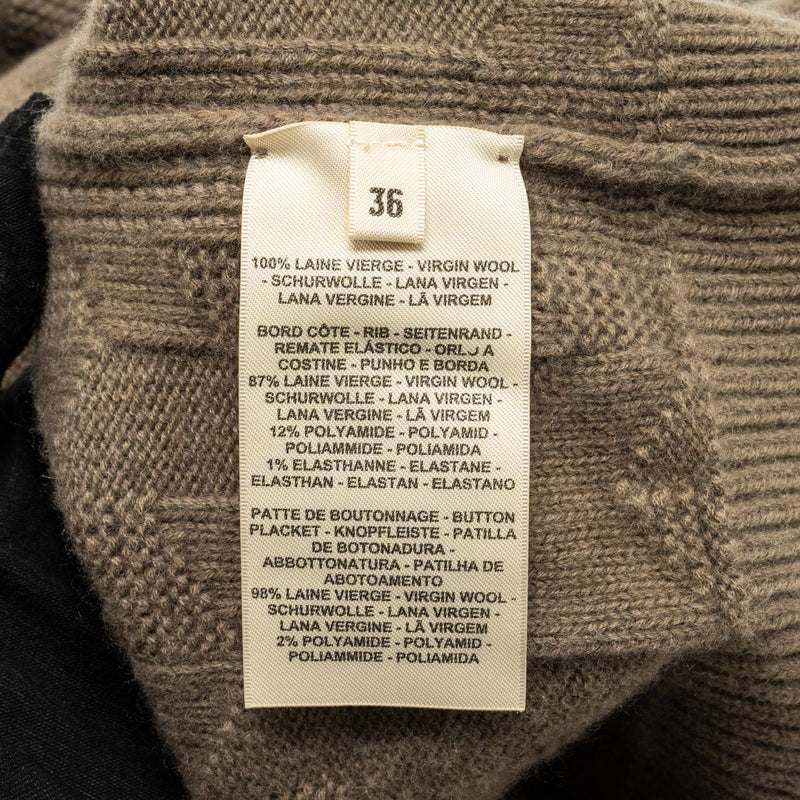 36
100% LAINE VIERGE - VIRGIN WOOL
- SCHURWOLLE - LANA VIRGEN -
LANA VERGINE - LÃ VIRGEM
BORD CÔTE - RIB - SEITENRAND -
REMATE ELÁSTICO - ORLO A
COSTINE - PUNHO E BORDA
87% LAINE VIERGE - VIRGIN WOOL -
SCHURWOLLE - LANA VIRGEN -
LANA VERGINE - LÃ VIRGEM
12% POLYAMIDE - POLYAMID -
POLIAMMIDE - POLIAMIDA
1% ELASTHANNE - ELASTANE -
ELASTHAN - ELASTAN - ELASTANO
PATTE DE BOUTONNAGE - BUTTON
PLACKET - KNOPFLEISTE - PATILLA
DE BOTONADURA -
ABBOTTONATURA - PATILHA DE
ABOTOAMENTO
98% LAINE VIERGE - VIRGIN WOOL -
SCHURWOLLE - LANA VIRGEN -
LANA VERGINE - LÃ VIRGEM
2% POLYAMIDE - POLYAMID -
POLIAMMIDE - POLIAMIDA